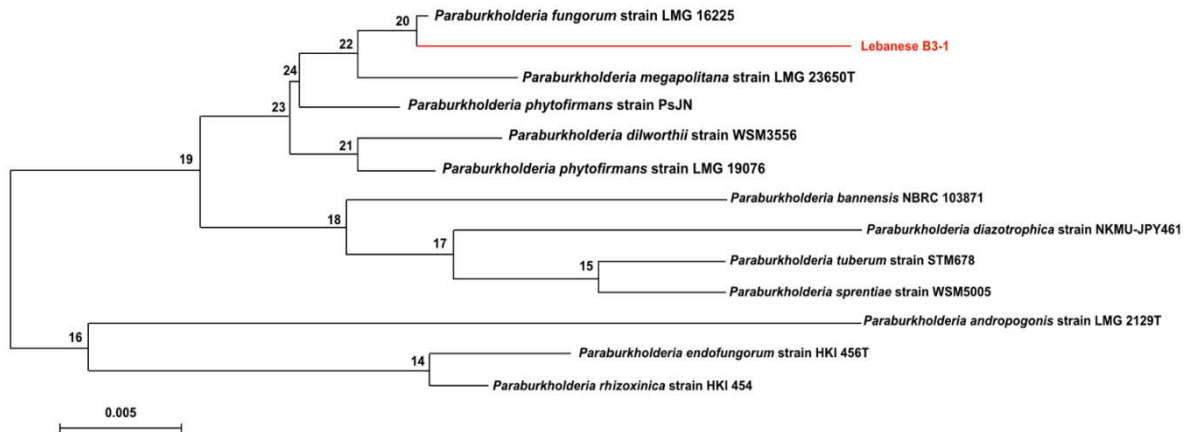 20
Paraburkholderia fungorum strain LMG 16225
22
Lebanese B3-1
24
Paraburkholderia megapolitana strain LMG 23650T
23
Paraburkholderia phytofirmans strain PsJN
Paraburkholderia dilworthii strain WSM3556
21
19
Paraburkholderia phytofirmans strain LMG 19076
Paraburkholderia bannensis NBRC 103871
18
Paraburkholderia diazotrophica strain NKMU-JPY461
17
Paraburkholderia tuberum strain STM678
15
Paraburkholderia sprentiae strain WSM5005
Paraburkholderia andropogonis strain LMG 2129T
16
Paraburkholderia endofungorum strain HKI 456T
14
Paraburkholderia rhizoxinica strain HKI 454
0.005